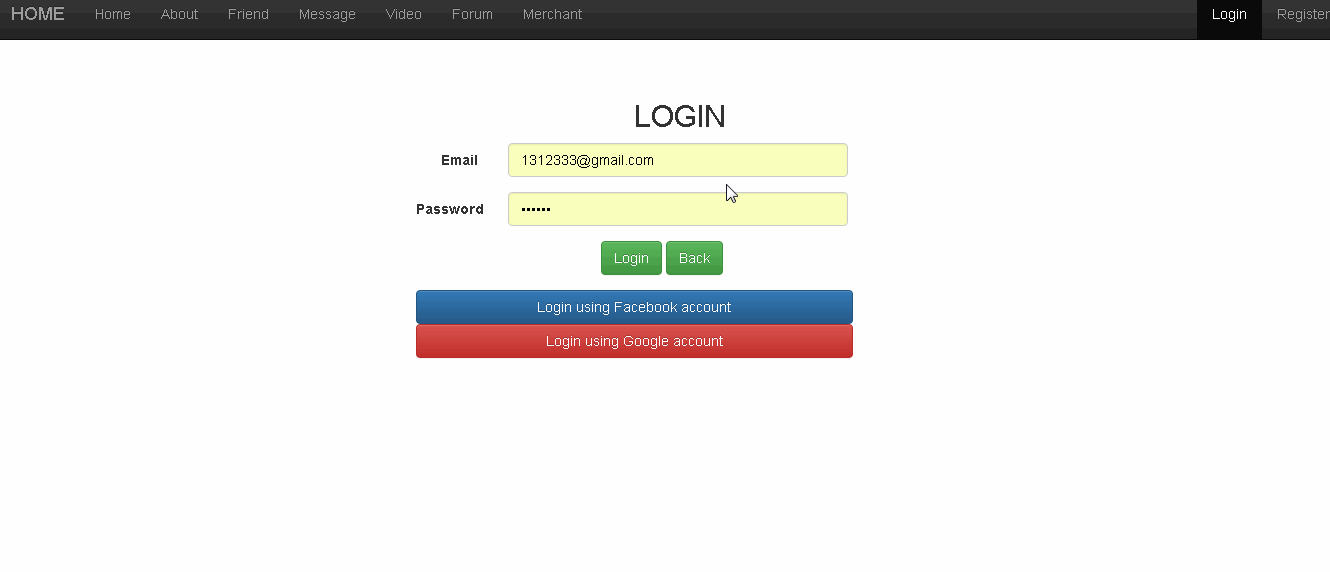 HOME Home About Friend Message Video Forum Merchant Login Register
LOGIN
Email 1312333@gmail.com
Password ••••••
Login Back
Login using Facebook account
Login using Google account